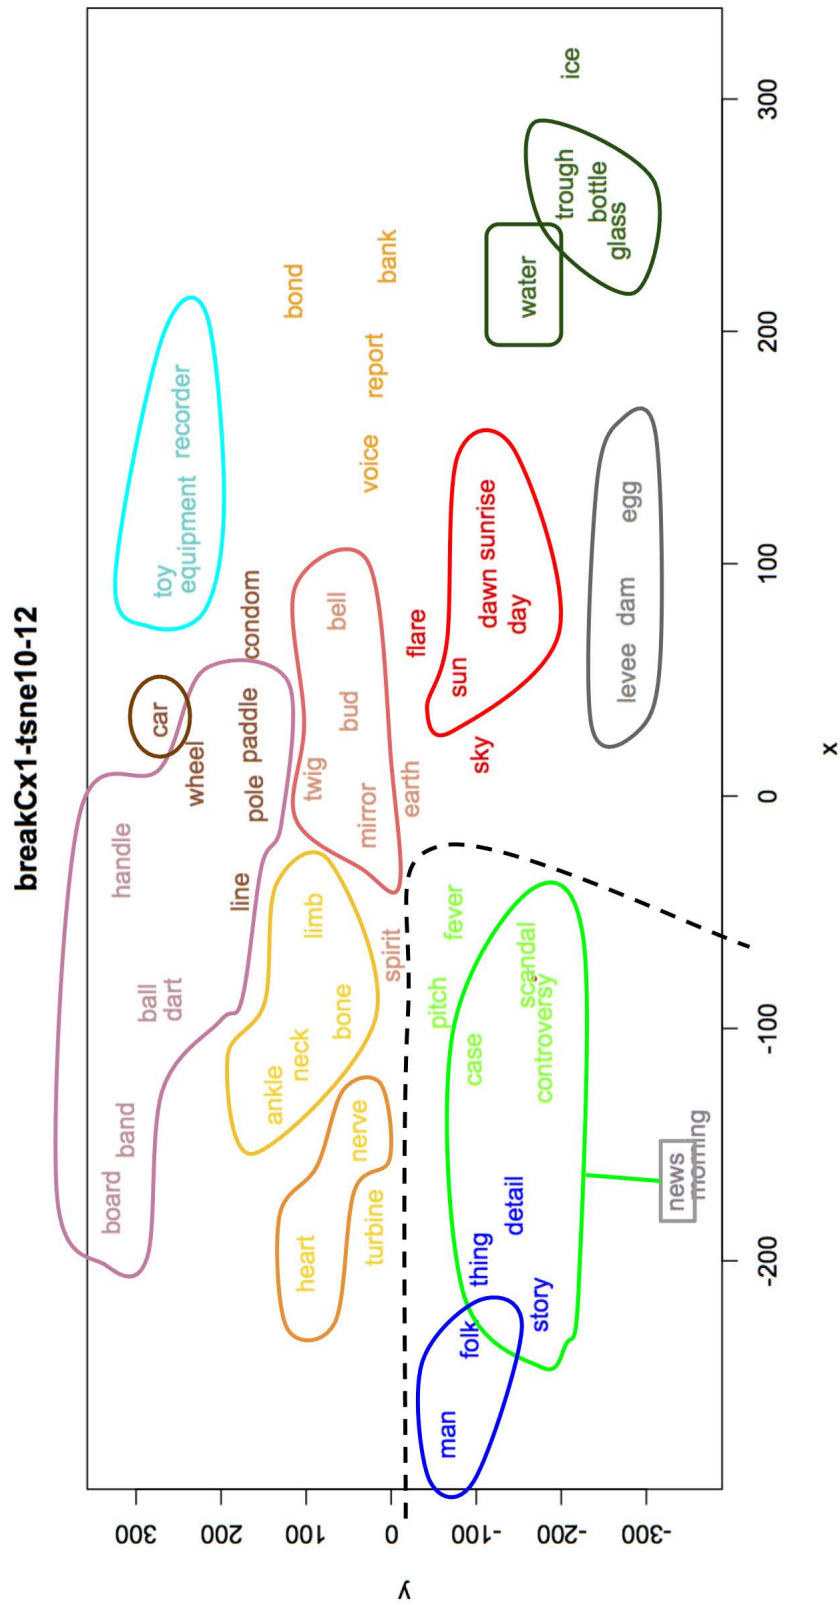 breakCx1-tsne10-12
y
300
200
100
0
-100
-200
-300
board
band
ball
dart
handle
line
wheel
car
pole
paddle
condom
toy
equipment
recorder
bond
bank
report
voice
heart
turbine
nerve
ankle
neck
bone
limb
spirit
twig
mirror
bud
bell
earth
flare
sky
sun
dawn
sunrise
day
water
trough
bottle
glass
ice
man
folk
thing
story
detail
pitch
fever
case
scandal
controversy
levee
dam
egg
news
morning
-200
-100
0
100
200
300
x